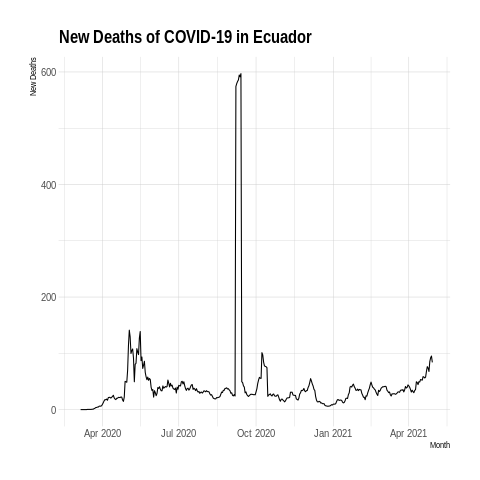 New Deaths of COVID-19 in Ecuador
New Deaths
600
400
200
0
Apr 2020 Jul 2020 Oct 2020 Jan 2021 Apr 2021
Month